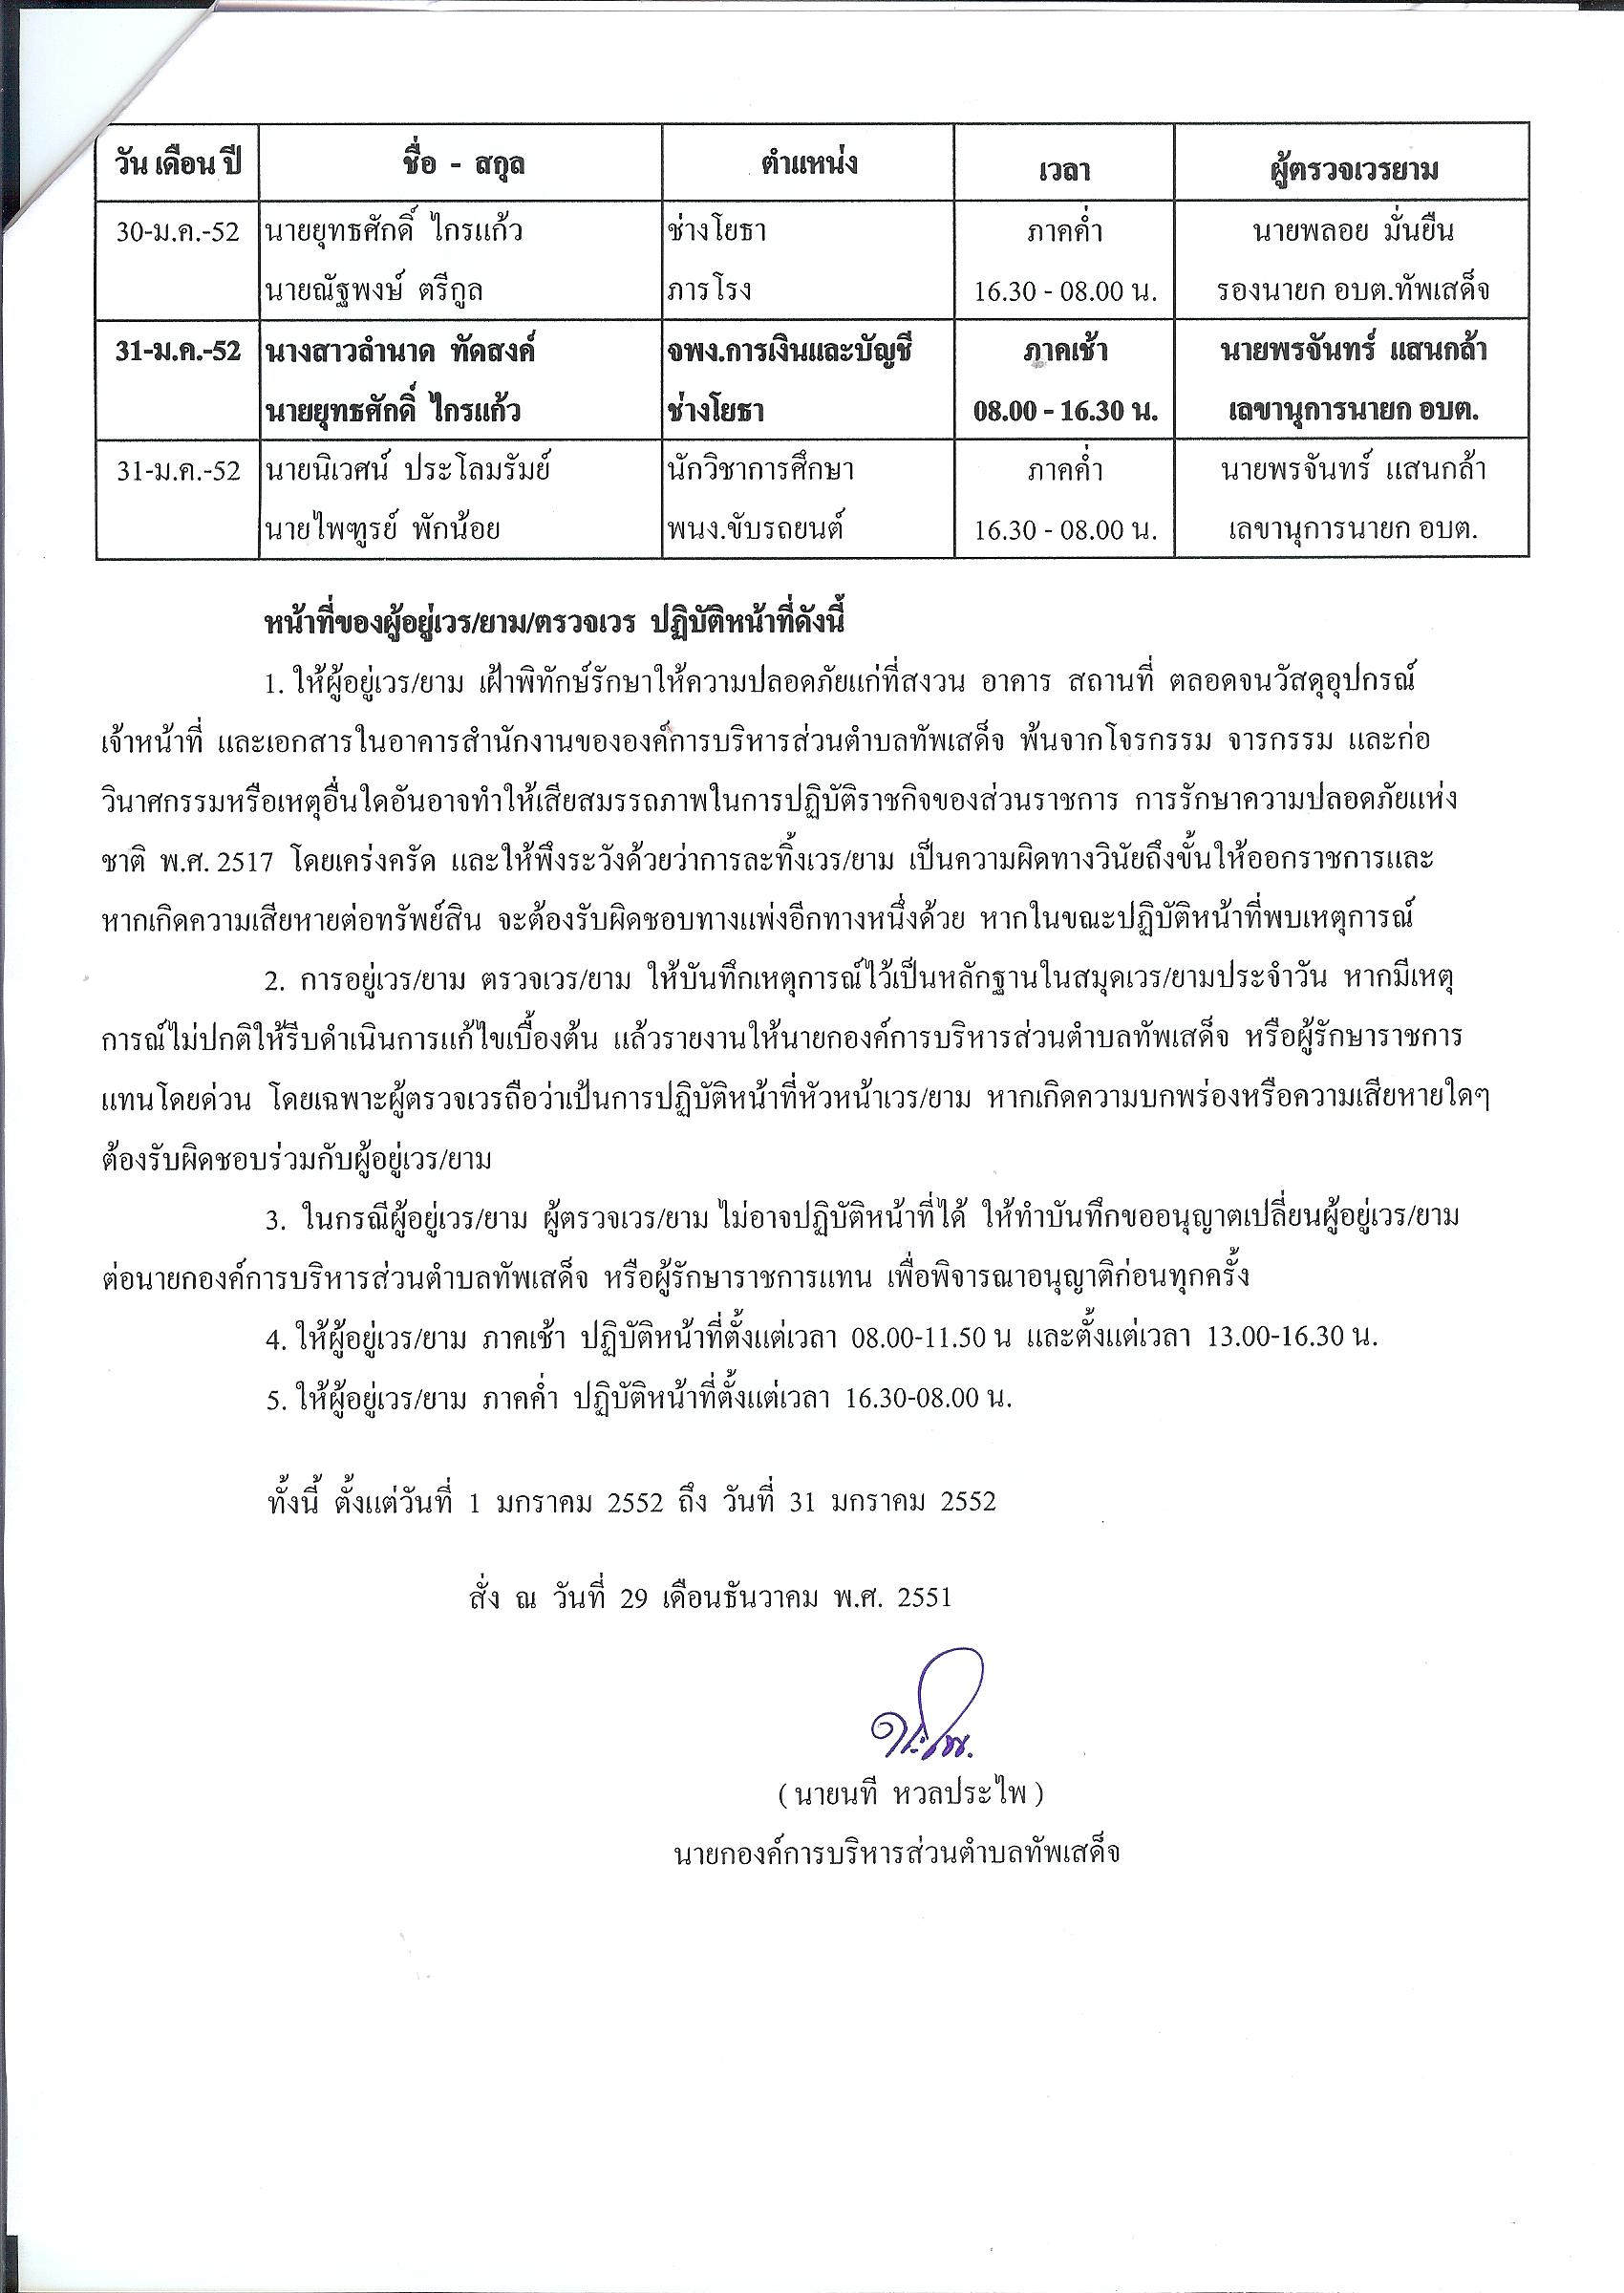 วัน เดือน ปี ชื่อ - สกุล ตำแหน่ง เวลา ผู้ตรวจเวรยาม
30-ม.ค.-52 นายยุทธศักดิ์ ไกรแก้ว ช่างโยธา ภาคค่ำ นายพลอย มั่นยืน
นายณัฐพงษ์ ตรีกูล ภารโรง 16.30 - 08.00 น. รองนายก อบต.ทัพเสด็จ
31-ม.ค.-52 นางสาวลำนาด ทัดสงค์ จพง.การเงินและบัญชี ภาคเช้า นายพรจันทร์ แสนกล้า
นายยุทธศักดิ์ ไกรแก้ว ช่างโยธา 08.00 - 16.30 น. เลขานุการนายก อบต.
31-ม.ค.-52 นายนิเวศน์ ประโลมรัมย์ นักวิชาการศึกษา ภาคค่ำ นายพรจันทร์ แสนกล้า
นายไพฑูรย์ พักน้อย พนง.ขับรถยนต์ 16.30 - 08.00 น. เลขานุการนายก อบต.
หน้าที่ของผู้อยู่เวร/ยาม/ตรวจเวร ปฏิบัติหน้าที่ดังนี้
1. ให้ผู้อยู่เวร/ยาม เฝ้าพิทักษ์รักษาให้ความปลอดภัยแก่ที่สงวน อาคาร สถานที่ ตลอดจนวัสดุอุปกรณ์
เจ้าหน้าที่ และเอกสารในอาคารสำนักงานขององค์การบริหารส่วนตำบลทัพเสด็จ พ้นจากโจรกรรม จารกรรม และก่อ
วินาศกรรมหรือเหตุอื่นใดอันอาจทำให้เสียสมรรถภาพในการปฏิบัติราชกิจของส่วนราชการ การรักษาความปลอดภัยแห่ง
ชาติ พ.ศ. 2517 โดยเคร่งครัด และให้พึงระวังด้วยว่าการละทิ้งเวร/ยาม เป็นความผิดทางวินัยถึงขั้นให้ออกราชการและ
หากเกิดความเสียหายต่อทรัพย์สิน จะต้องรับผิดชอบทางแพ่งอีกทางหนึ่งด้วย หากในขณะปฏิบัติหน้าที่พบเหตุการณ์
2. การอยู่เวร/ยาม ตรวจเวร/ยาม ให้บันทึกเหตุการณ์ไว้เป็นหลักฐานในสมุดเวร/ยามประจำวัน หากมีเหตุ
การณ์ไม่ปกติให้รีบดำเนินการแก้ไขเบื้องต้น แล้วรายงานให้นายกองค์การบริหารส่วนตำบลทัพเสด็จ หรือผู้รักษาราชการ
แทนโดยด่วน โดยเฉพาะผู้ตรวจเวรถือว่าเป้นการปฏิบัติหน้าที่หัวหน้าเวร/ยาม หากเกิดความบกพร่องหรือความเสียหายใดๆ
ต้องรับผิดชอบร่วมกับผู้อยู่เวร/ยาม
3. ในกรณีผู้อยู่เวร/ยาม ผู้ตรวจเวร/ยาม ไม่อาจปฏิบัติหน้าที่ได้ ให้ทำบันทึกขออนุญาตเปลี่ยนผู้อยู่เวร/ยาม
ต่อนายกองค์การบริหารส่วนตำบลทัพเสด็จ หรือผู้รักษาราชการแทน เพื่อพิจารณาอนุญาติก่อนทุกครั้ง
4. ให้ผู้อยู่เวร/ยาม ภาคเช้า ปฏิบัติหน้าที่ตั้งแต่เวลา 08.00-11.50 น และตั้งแต่เวลา 13.00-16.30 น.
5. ให้ผู้อยู่เวร/ยาม ภาคค่ำ ปฏิบัติหน้าที่ตั้งแต่เวลา 16.30-08.00 น.
ทั้งนี้ ตั้งแต่วันที่ 1 มกราคม 2552 ถึง วันที่ 31 มกราคม 2552
สั่ง ณ วันที่ 29 เดือนธันวาคม พ.ศ. 2551
( นายนที หวลประไพ )
นายกองค์การบริหารส่วนตำบลทัพเสด็จ